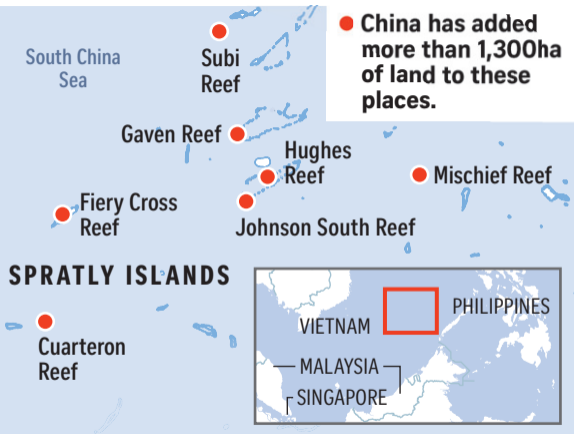 China has added
more than 1,300ha
of land to these
places.
South China
Sea
Subi
Reef
Gaven Reef
Hughes
Reef
Mischief Reef
Fiery Cross
Reef
Johnson South Reef
SPRATLY ISLANDS
Cuarteron
Reef
PHILIPPINES
VIETNAM
MALAYSIA
SINGAPORE